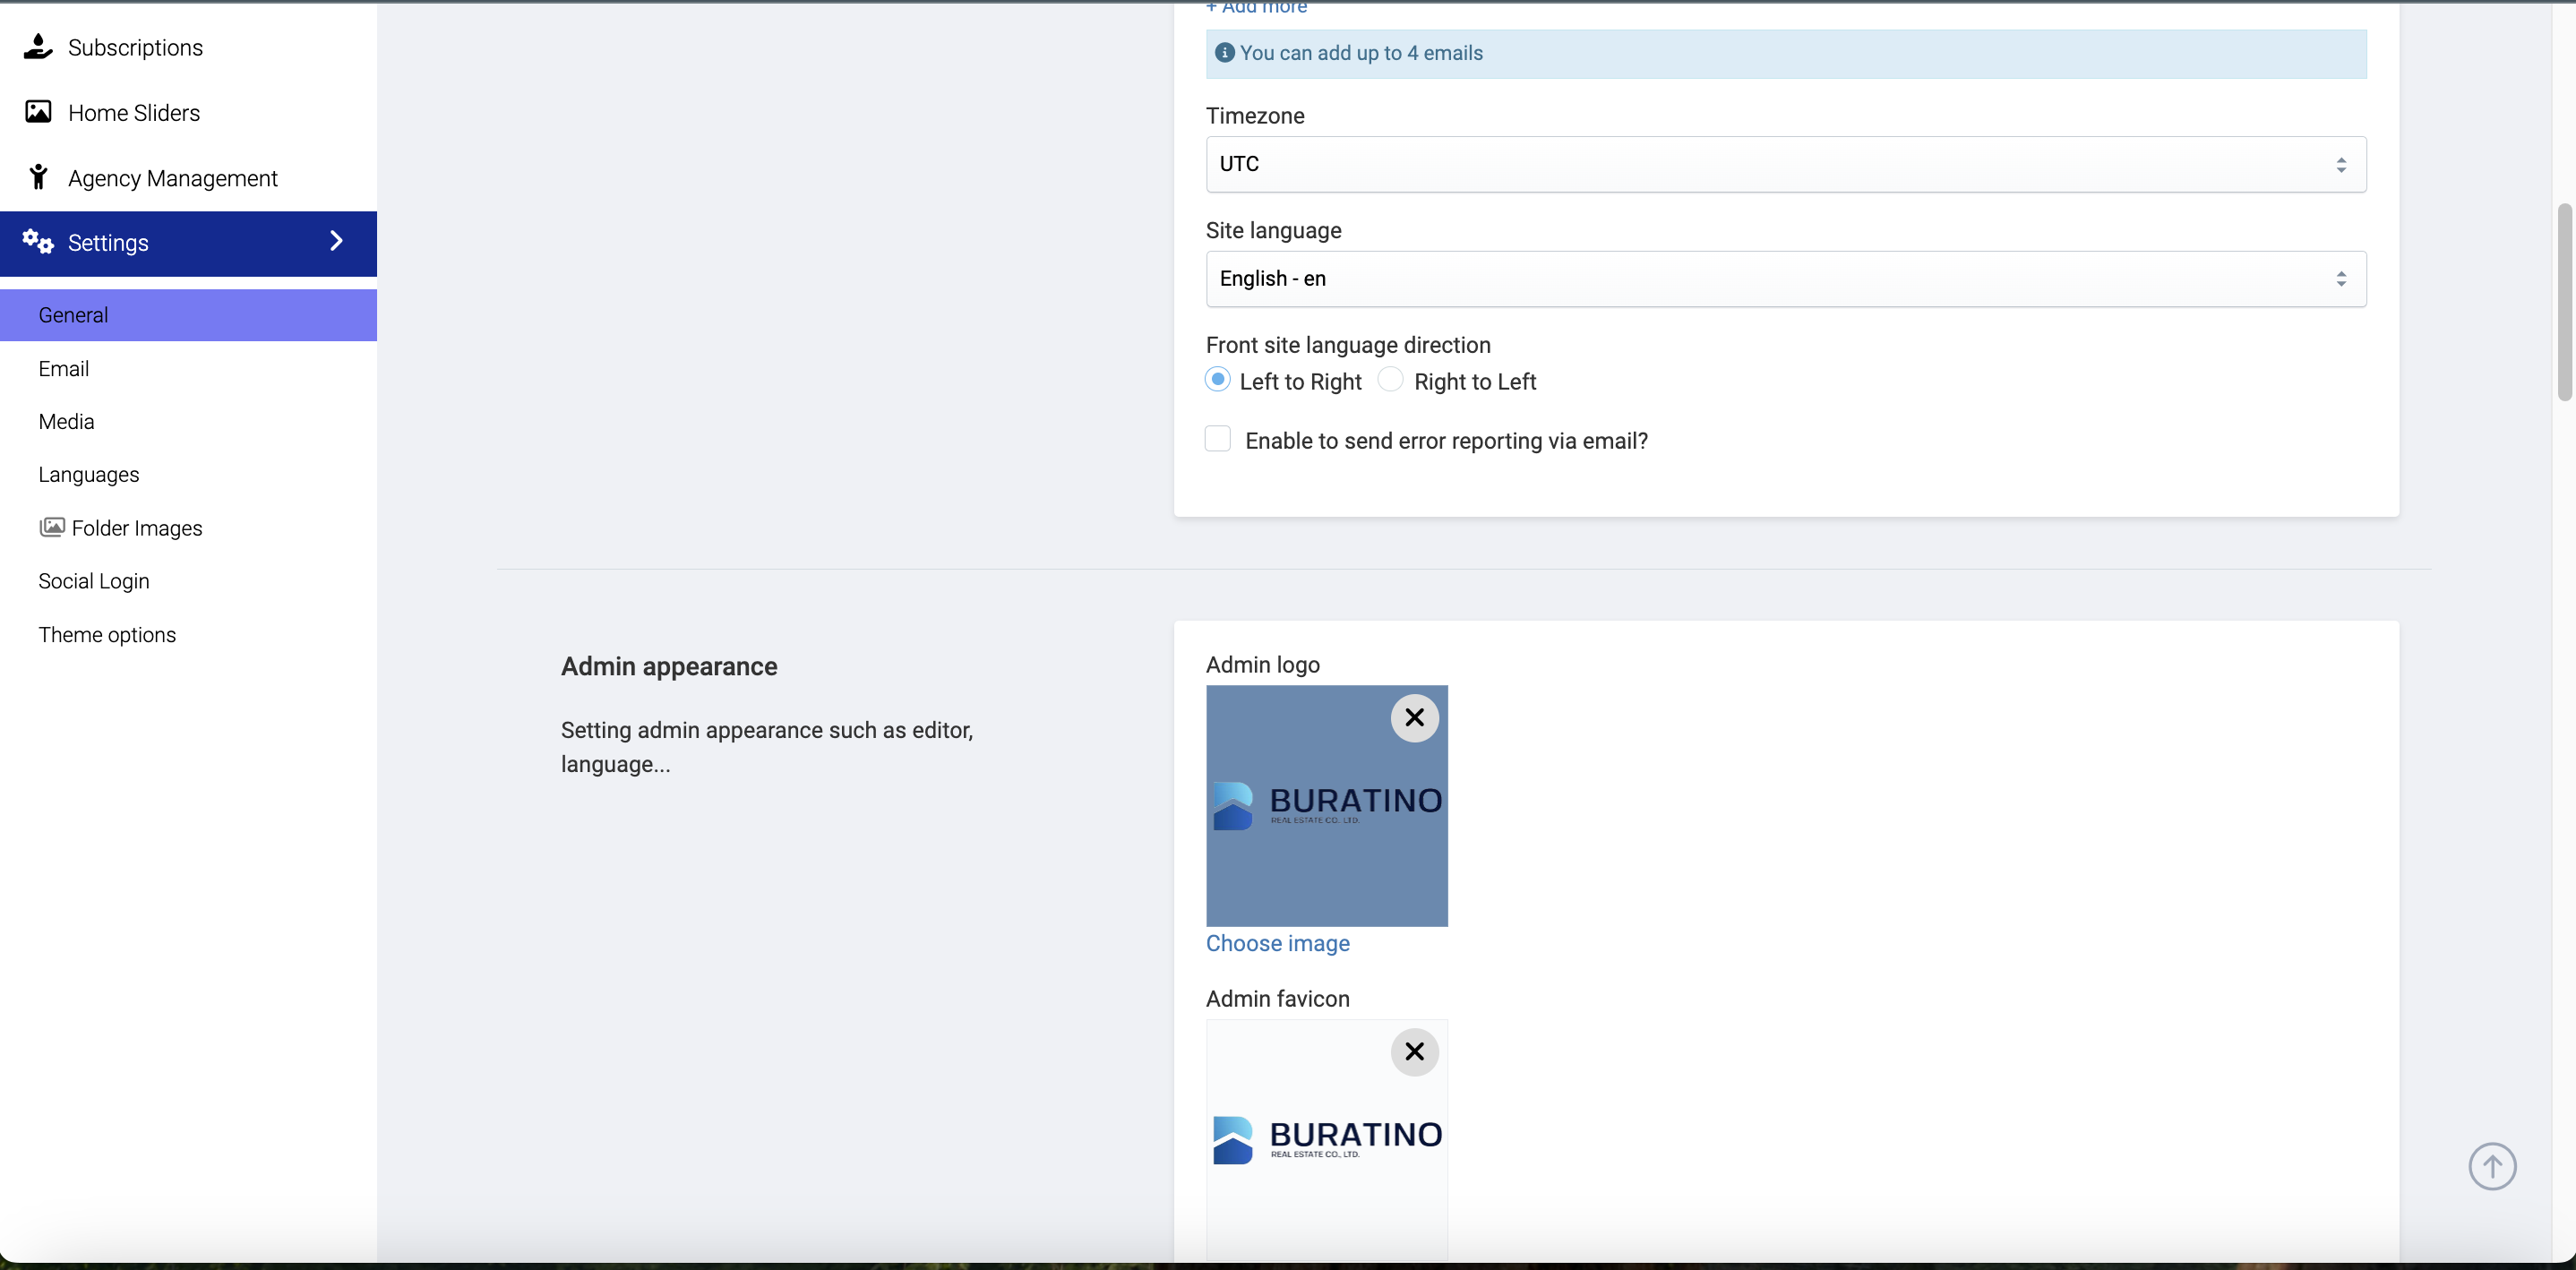 Subscriptions
Home Sliders
Agency Management
Settings
General
Email
Media
Languages
Folder Images
Social Login
Theme options
+ Add more
You can add up to 4 emails
Timezone
UTC
Site language
English - en
Front site language direction
Left to Right Right to Left
Enable to send error reporting via email?
Admin appearance
Setting admin appearance such as editor,
language...
Admin logo
BURATINO
REAL ESTATE CO., LTD.
Choose image
Admin favicon
BURATINO
REAL ESTATE CO., LTD.